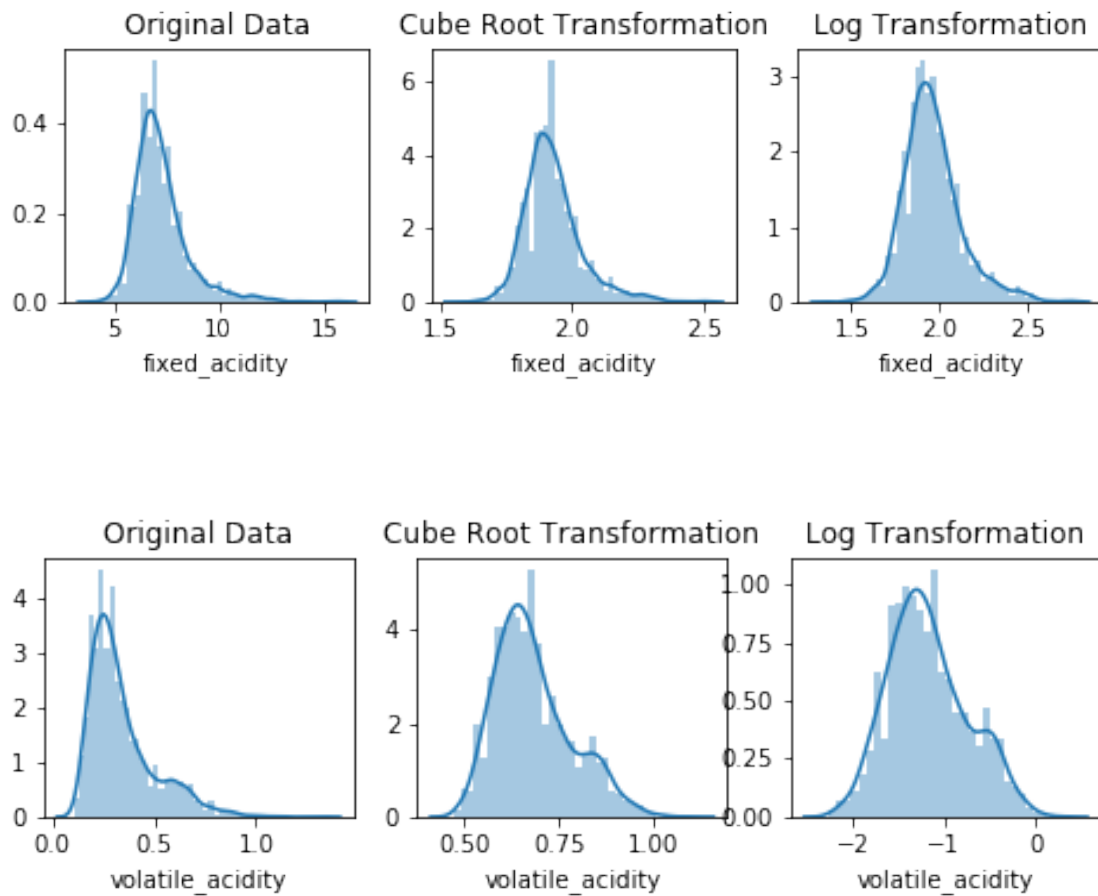 Original Data Cube Root Transformation Log Transformation
0.4 6 3
0.2 4 2
2 1
0.0 0 0
5 10 15 1.5 2.0 2.5 1.5 2.0 2.5
fixed_acidity fixed_acidity fixed_acidity
Original Data Cube Root Transformation Log Transformation
4 4 1.00
3 0.75
2 2 0.50
1 0.25
0 0 0.00
0.0 0.5 1.0 0.50 0.75 1.00 −2 −1 0
volatile_acidity volatile_acidity volatile_acidity